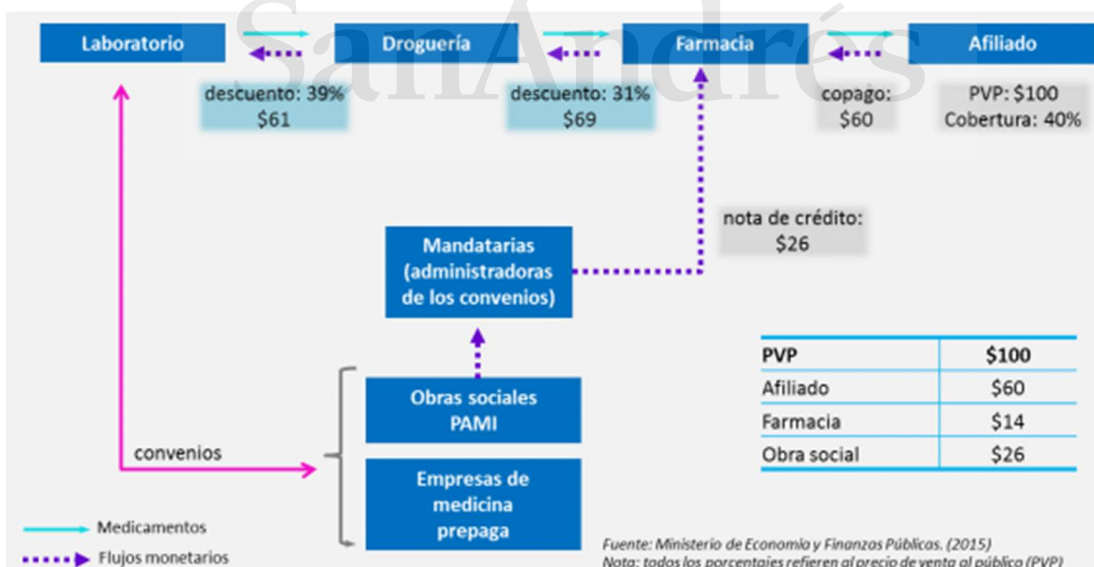 SanAndrés
Laboratorio
Droguería
Farmacia
Afiliado
descuento: 39%
$61
descuento: 31%
$69
copago:
$60
PVP: $100
Cobertura: 40%
nota de crédito:
$26
Mandatarias
(administradoras
de los convenios)
PVP $100
Afiliado $60
Farmacia $14
Obra social $26
Obras sociales
PAMI
convenios
Empresas de
medicina
prepaga
Medicamentos
Flujos monetarios
Fuente: Ministerio de Economía y Finanzas Públicas. (2015)
Nota: todos los porcentajes refieren al precio de venta al público (PVP)